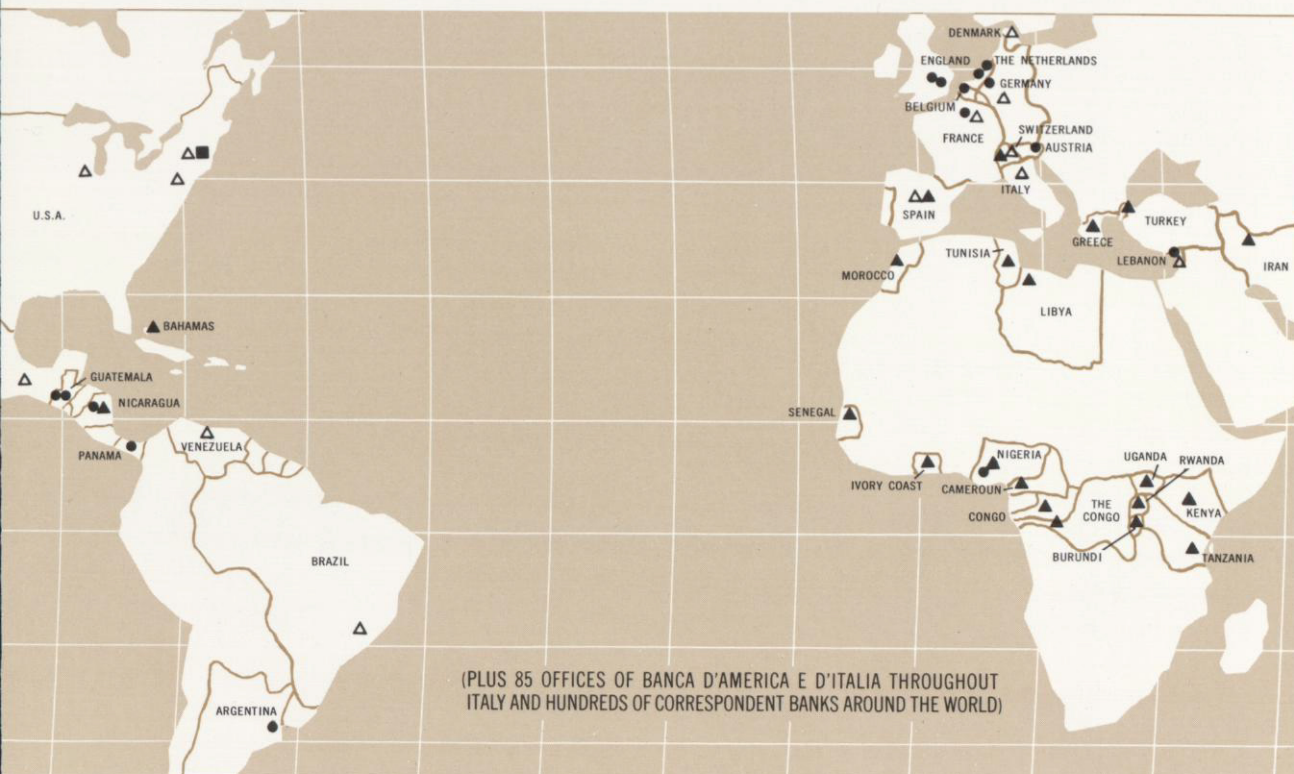 DENMARK
ENGLAND
THE NETHERLANDS
GERMANY
BELGIUM
FRANCE
SWITZERLAND
AUSTRIA
ITALY
U.S.A.
SPAIN
TURKEY
GREECE
TUNISIA
LEBANON
MOROCCO
IRAN
LIBYA
BAHAMAS
GUATEMALA
NICARAGUA
SENEGAL
VENEZUELA
PANAMA
NIGERIA
UGANDA
RWANDA
IVORY COAST
CAMEROUN
THE
CONGO
CONGO
KENYA
BURUNDI
TANZANIA
BRAZIL
(PLUS 85 OFFICES OF BANCA D'AMERICA E D'ITALIA THROUGHOUT
ITALY AND HUNDREDS OF CORRESPONDENT BANKS AROUND THE WORLD)
ARGENTINA